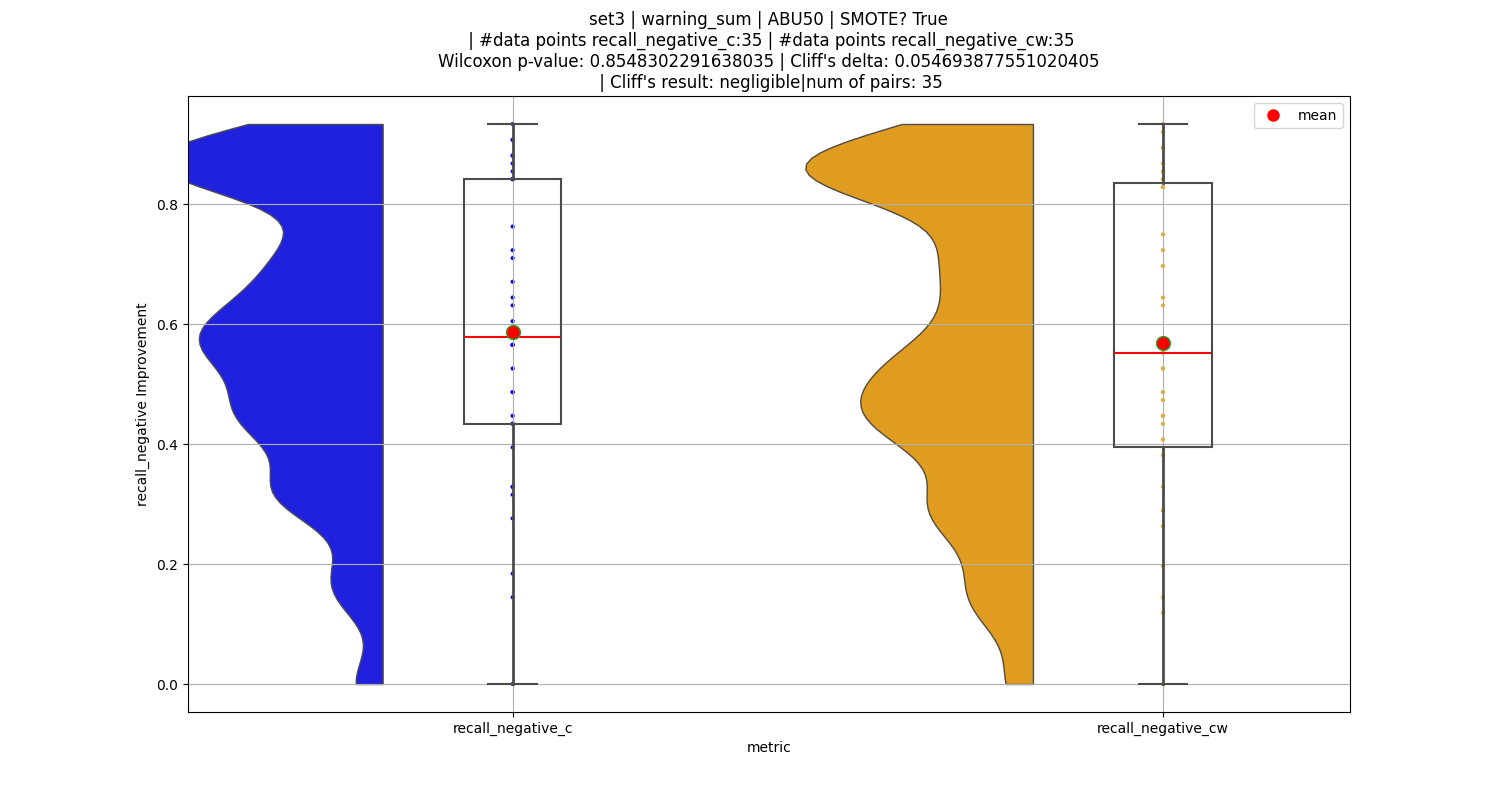 set3 | warning_sum | ABU50 | SMOTE? True
| #data points recall_negative_c:35 | #data points recall_negative_cw:35
Wilcoxon p-value: 0.8548302291638035 | Cliff's delta: 0.054693877551020405
| Cliff's result: negligible|num of pairs: 35
mean
0.8
0.6
0.4
0.2
0.0
recall_negative Improvement
recall_negative_c
recall_negative_cw
metric